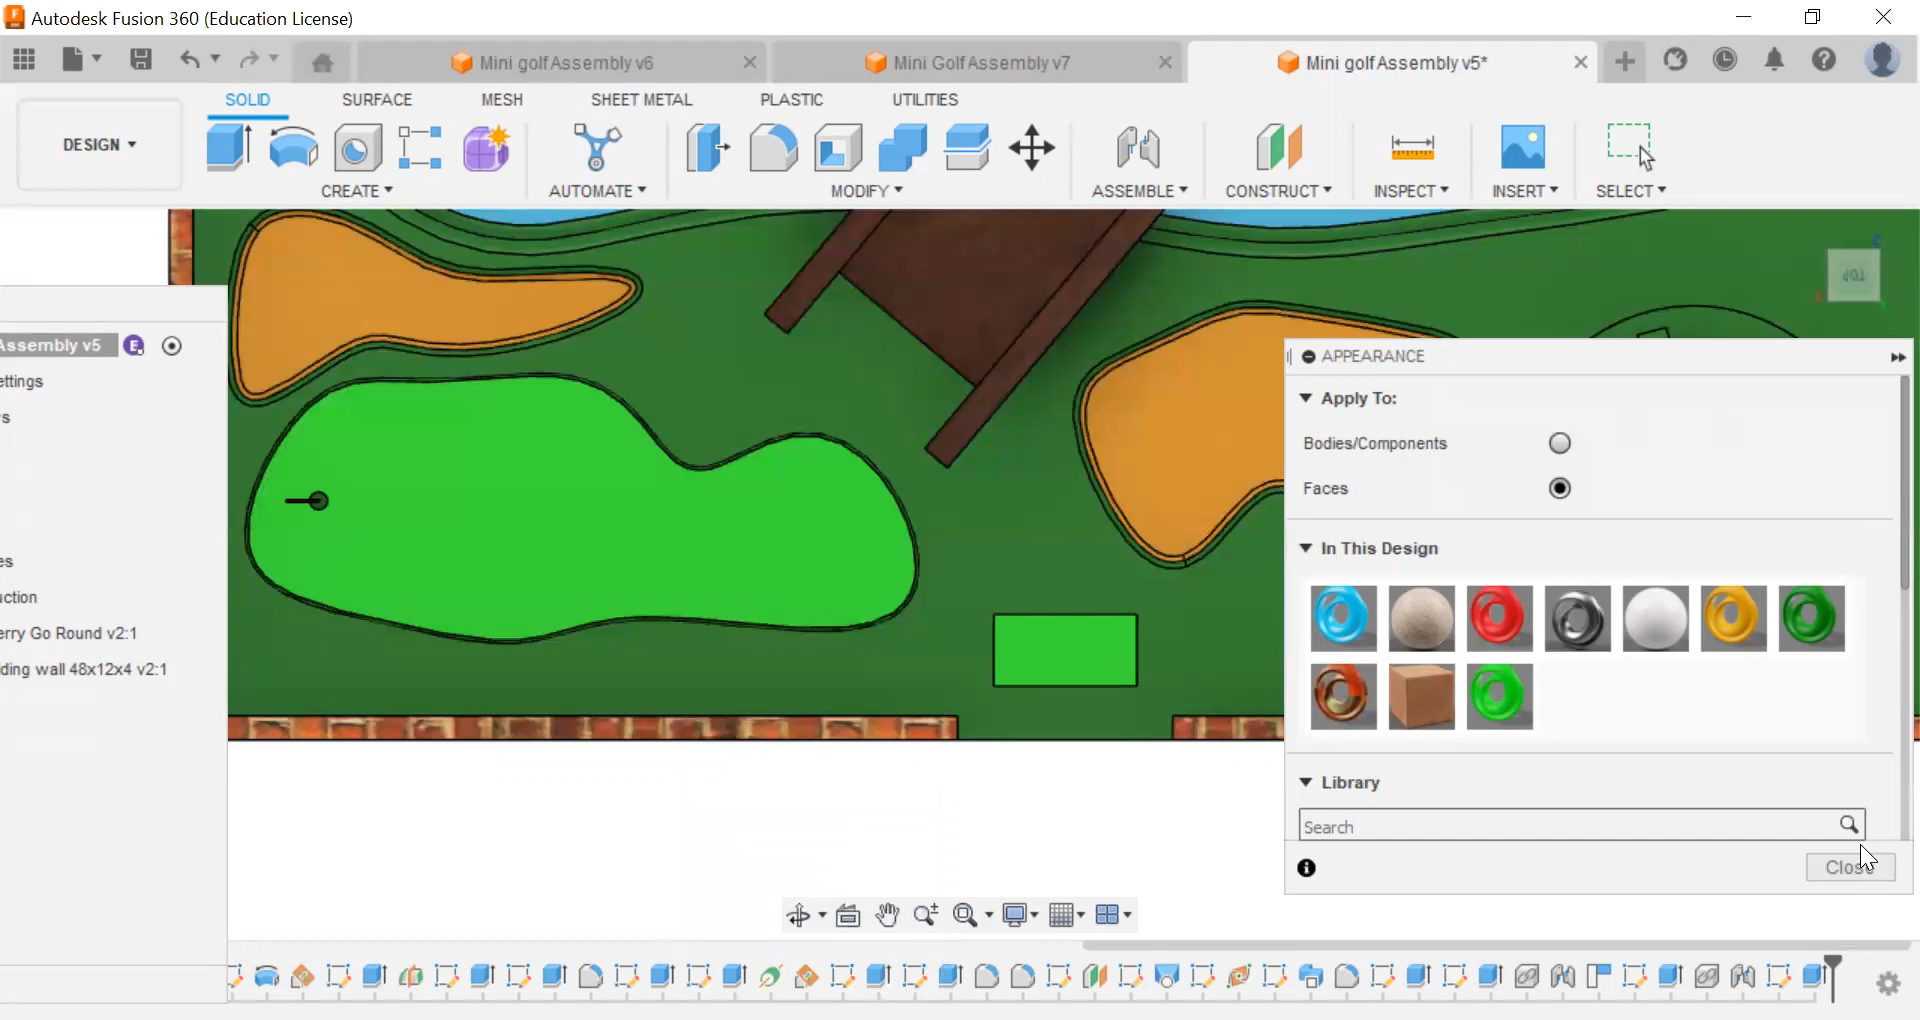 Autodesk Fusion 360 (Education License)
Mini golf Assembly v6
Mini Golf Assembly v7
Mini golf Assembly v5*
SOLID SURFACE MESH SHEET METAL PLASTIC UTILITIES
DESIGN
CREATE AUTOMATE MODIFY ASSEMBLE CONSTRUCT INSPECT INSERT SELECT
TOP
Assembly v5 E
ettings
s
es
uction
erry Go Round v2:1
ding wall 48x12x4 v2:1
APPEARANCE
Apply To:
Bodies/Components
Faces
In This Design
Library
Search
Close